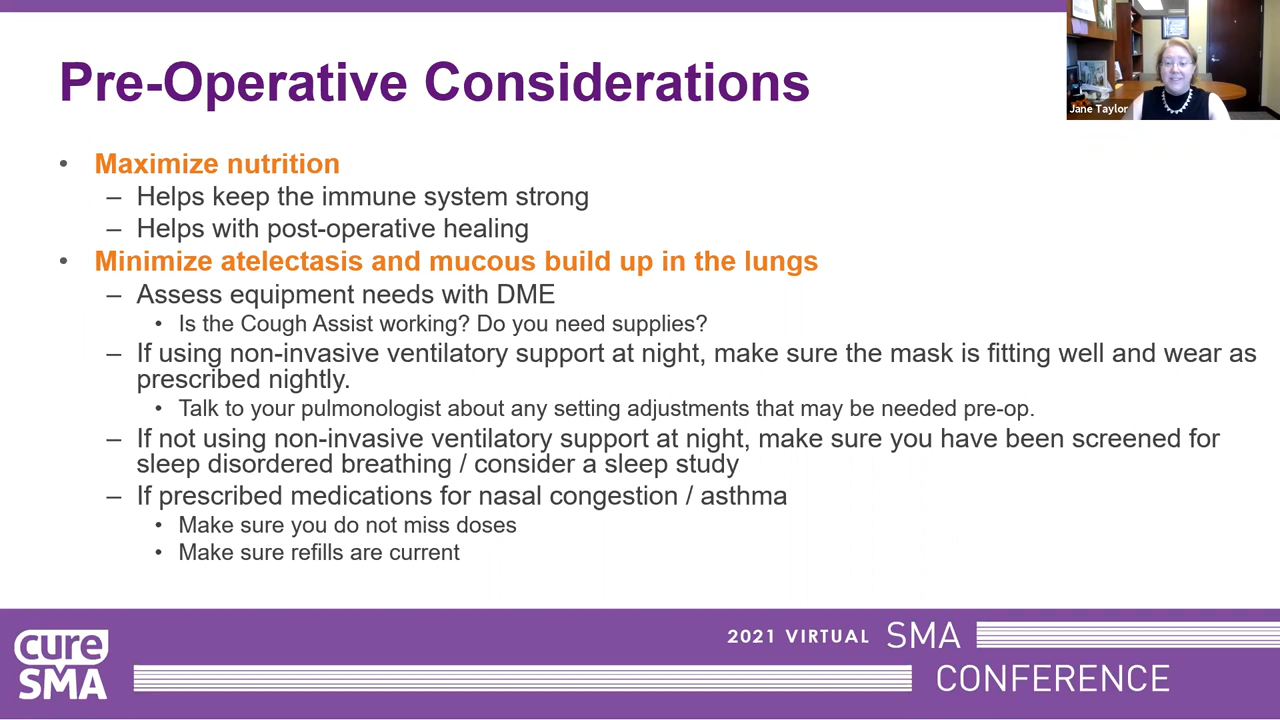 Pre-Operative Considerations
Jane Taylor
• Maximize nutrition
– Helps keep the immune system strong
– Helps with post-operative healing
• Minimize atelectasis and mucous build up in the lungs
– Assess equipment needs with DME
• Is the Cough Assist working? Do you need supplies?
– If using non-invasive ventilatory support at night, make sure the mask is fitting well and wear as
prescribed nightly.
• Talk to your pulmonologist about any setting adjustments that may be needed pre-op.
– If not using non-invasive ventilatory support at night, make sure you have been screened for
sleep disordered breathing / consider a sleep study
– If prescribed medications for nasal congestion / asthma
• Make sure you do not miss doses
• Make sure refills are current
cure
SMA
2021 VIRTUAL SMA
CONFERENCE